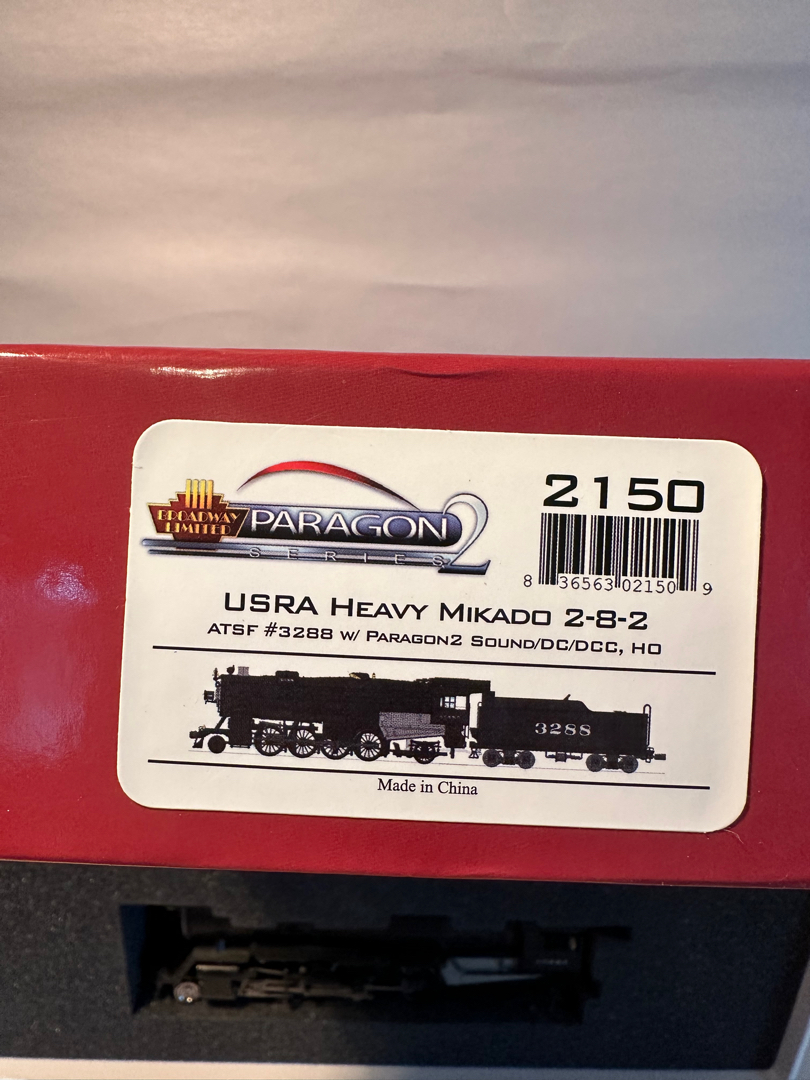 BROADWAY
LIMITED
PARAGON 2
SERIES
2150
8 36563 02150 9
USRA HEAVY MIKADO 2-8-2
ATSF #3288 W/ PARAGON2 SOUND/DC/DCC, HO
3288
Made in China